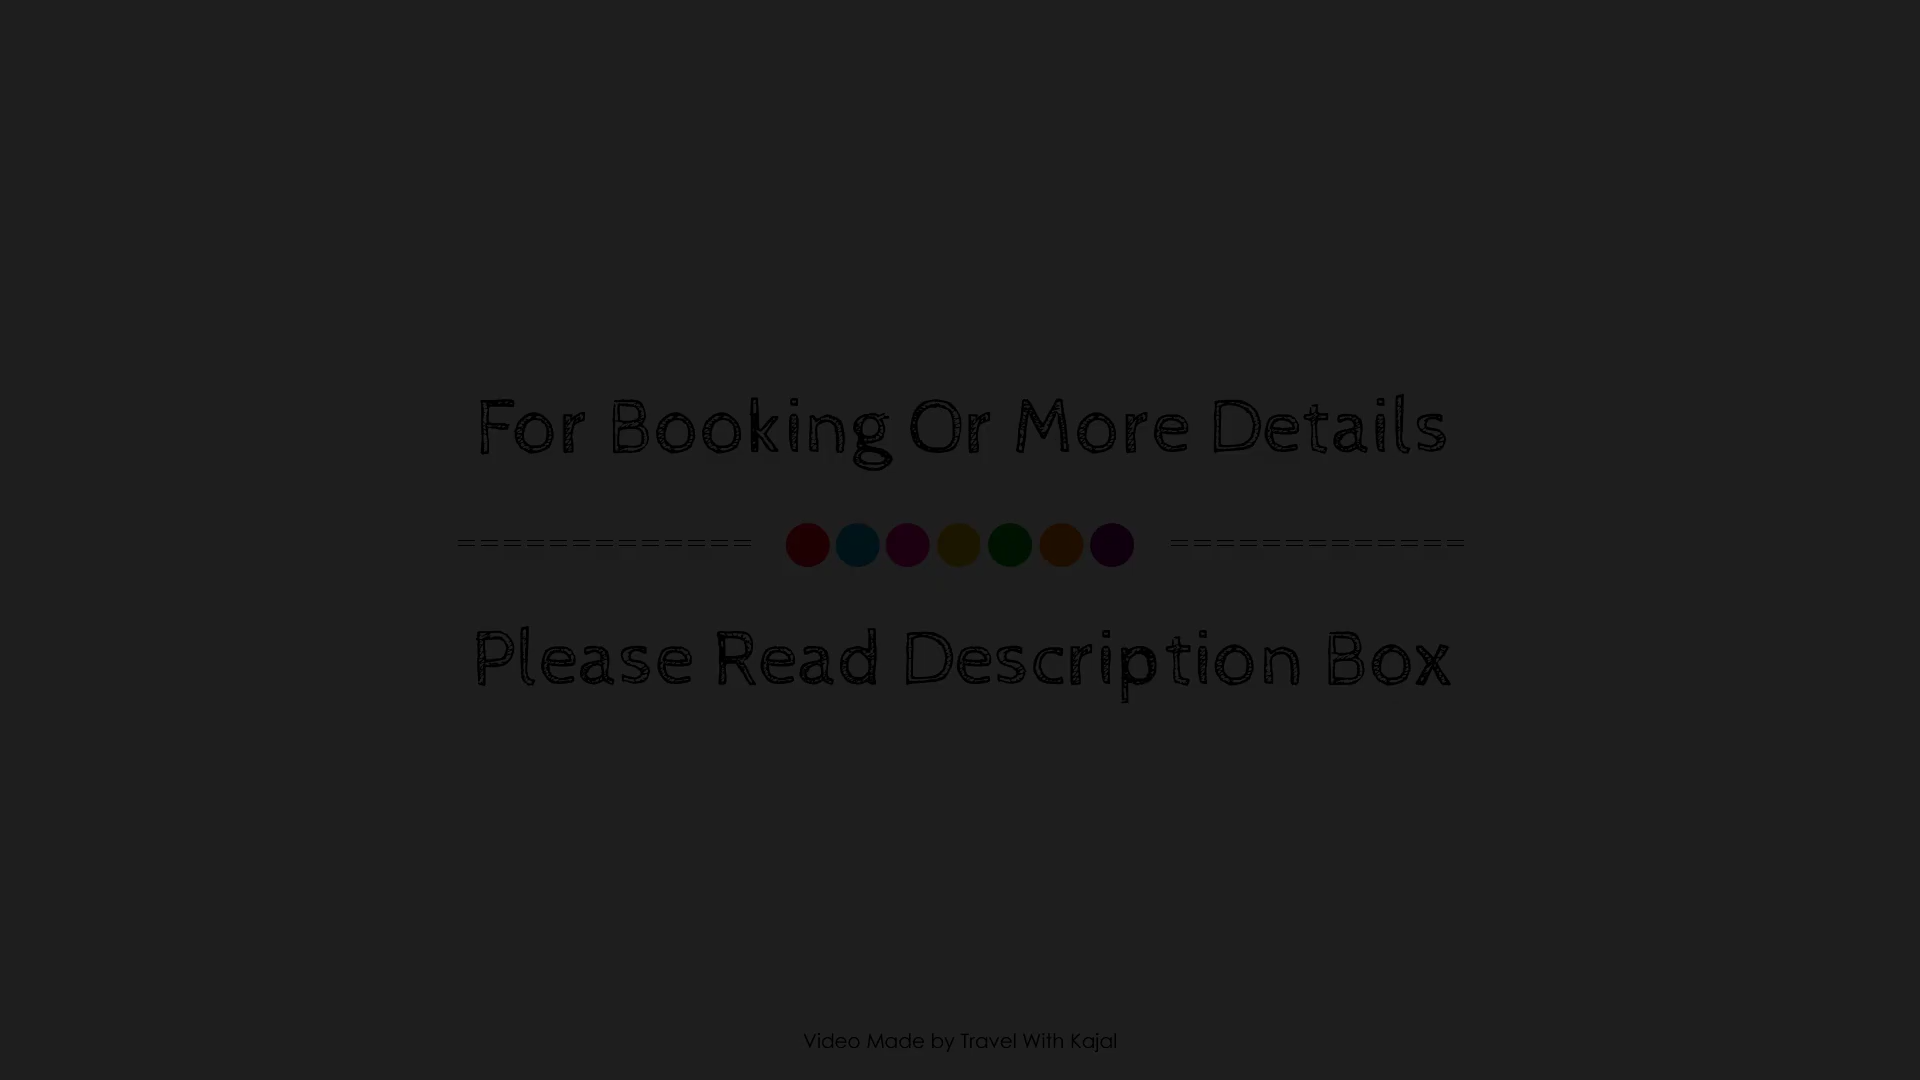 For Booking Or More Details
============= =============
Please Read Description Box
Video Made by Travel With Kajal